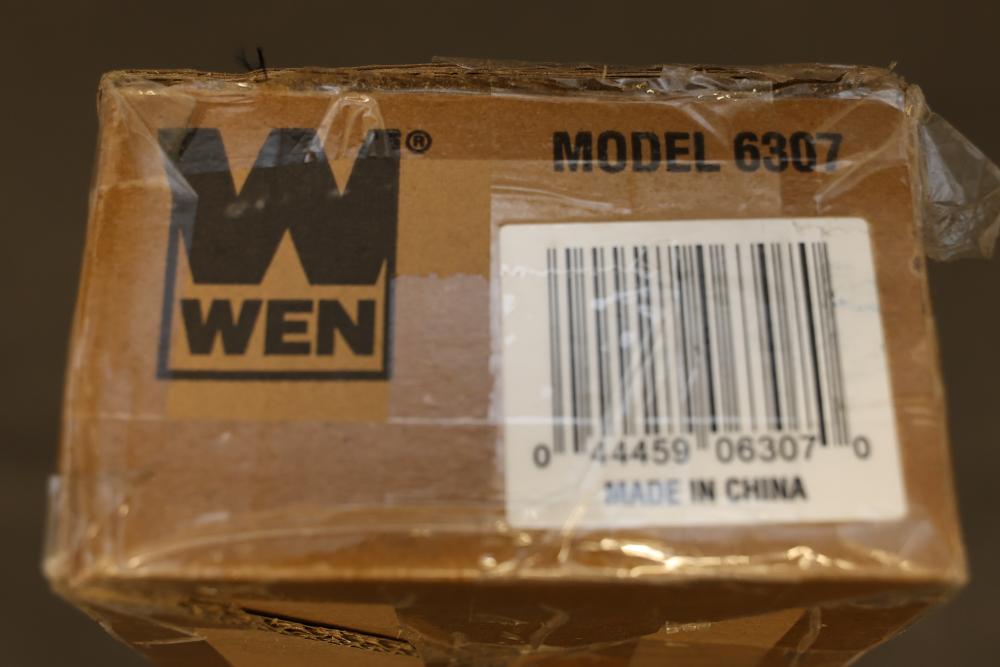 W
®
MODEL 6307
WEN
0 44459 06307 0
MADE IN CHINA